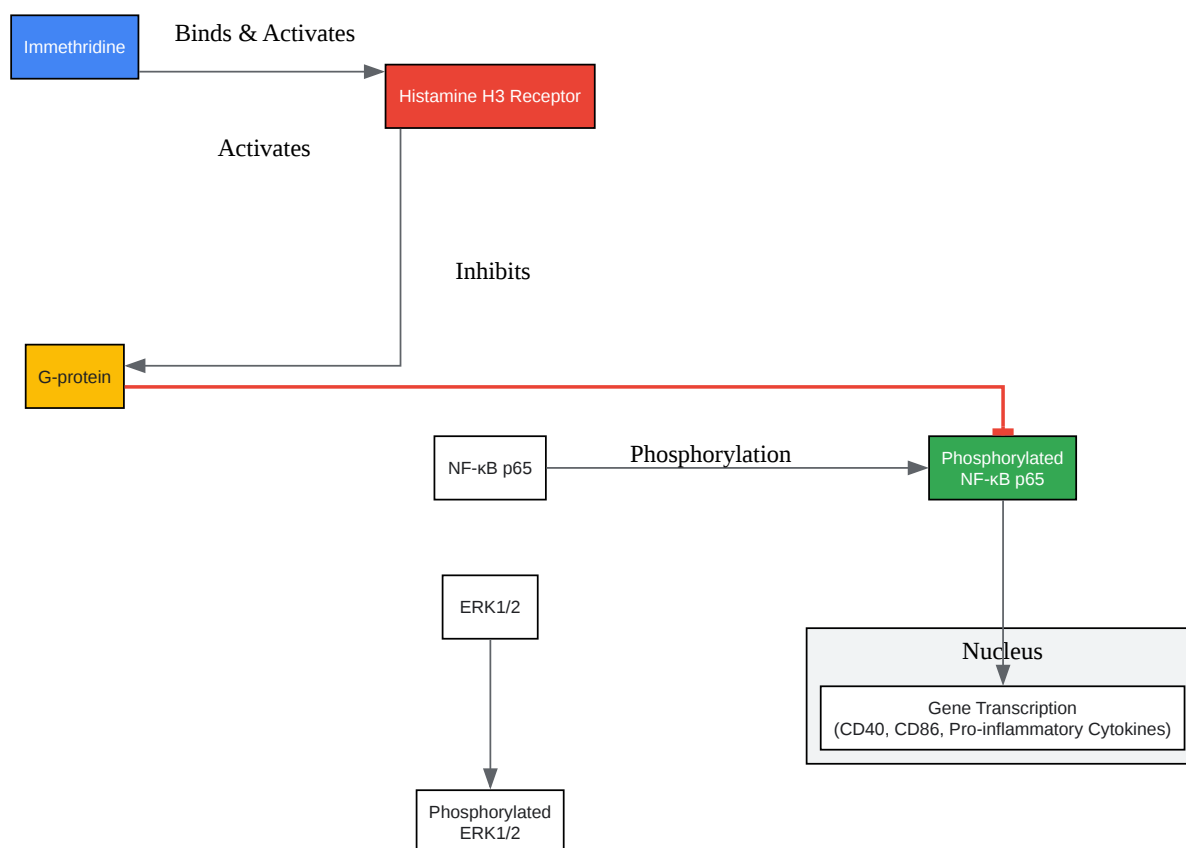 Immethridine
Binds & Activates
Histamine H3 Receptor
Activates
Inhibits
G-protein
NF-κB p65
Phosphorylation
Phosphorylated
NF-κB p65
ERK1/2
Nucleus
Gene Transcription
(CD40, CD86, Pro-inflammatory Cytokines)
Phosphorylated
ERK1/2